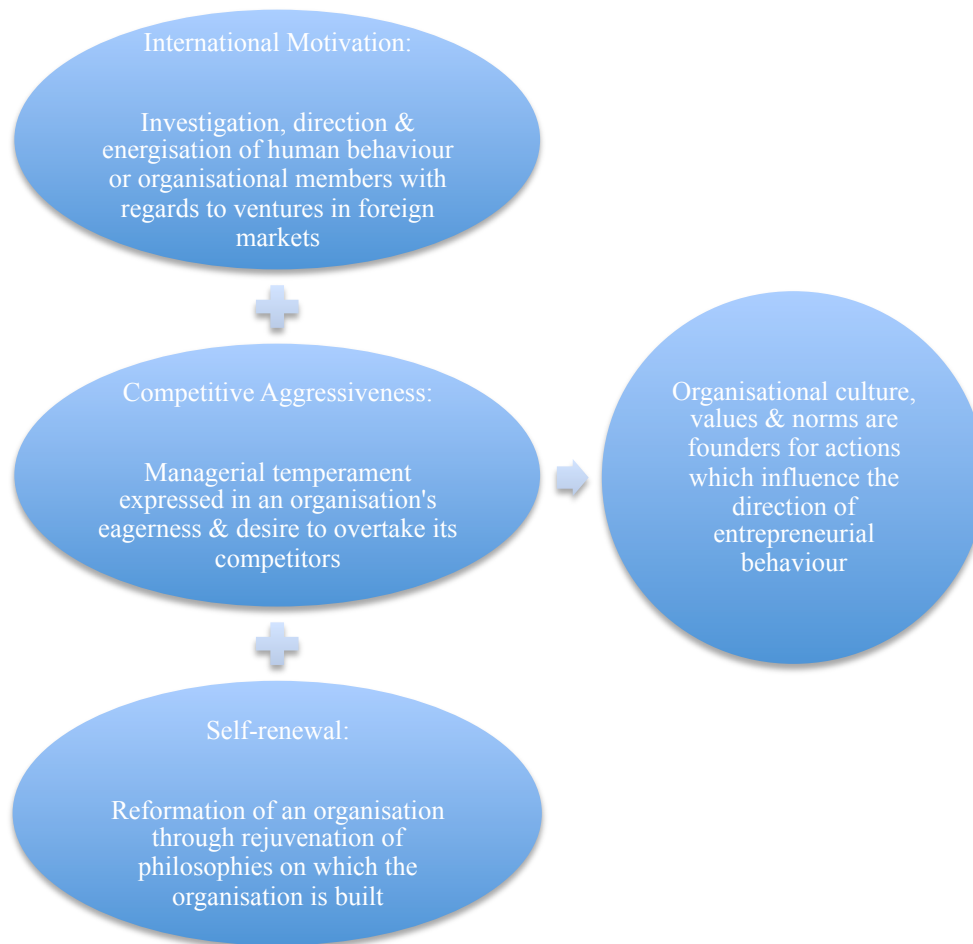 International Motivation:
Investigation, direction &
energisation of human behaviour
or organisational members with
regards to ventures in foreign
markets
Competitive Aggressiveness:
Managerial temperament
expressed in an organisation's
eagerness & desire to overtake its
competitors
Self-renewal:
Reformation of an organisation
through rejuvenation of
philosophies on which the
organisation is built
Organisational culture,
values & norms are
founders for actions
which influence the
direction of
entrepreneurial
behaviour